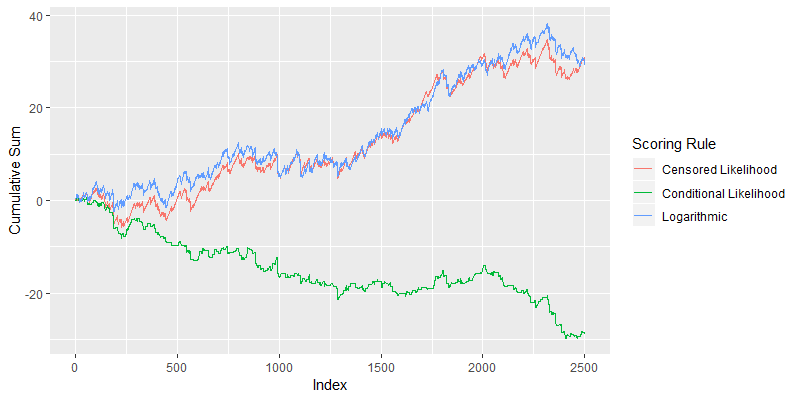 40
20
0
-20
Cumulative Sum
0
500
1000
1500
2000
2500
Index
Scoring Rule
Censored Likelihood
Conditional Likelihood
Logarithmic